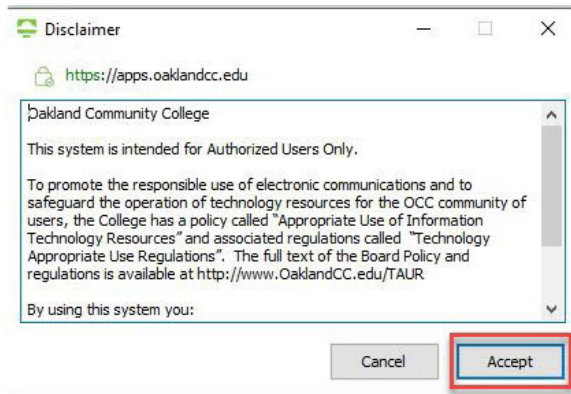 Disclaimer
https://apps.oaklandcc.edu
Oakland Community College
This system is intended for Authorized Users Only.
To promote the responsible use of electronic communications and to
safeguard the operation of technology resources for the OCC community of
users, the College has a policy called "Appropriate Use of Information
Technology Resources" and associated regulations called "Technology
Appropriate Use Regulations". The full text of the Board Policy and
regulations is available at http://www.OaklandCC.edu/TAUR
By using this system you:
Cancel
Accept